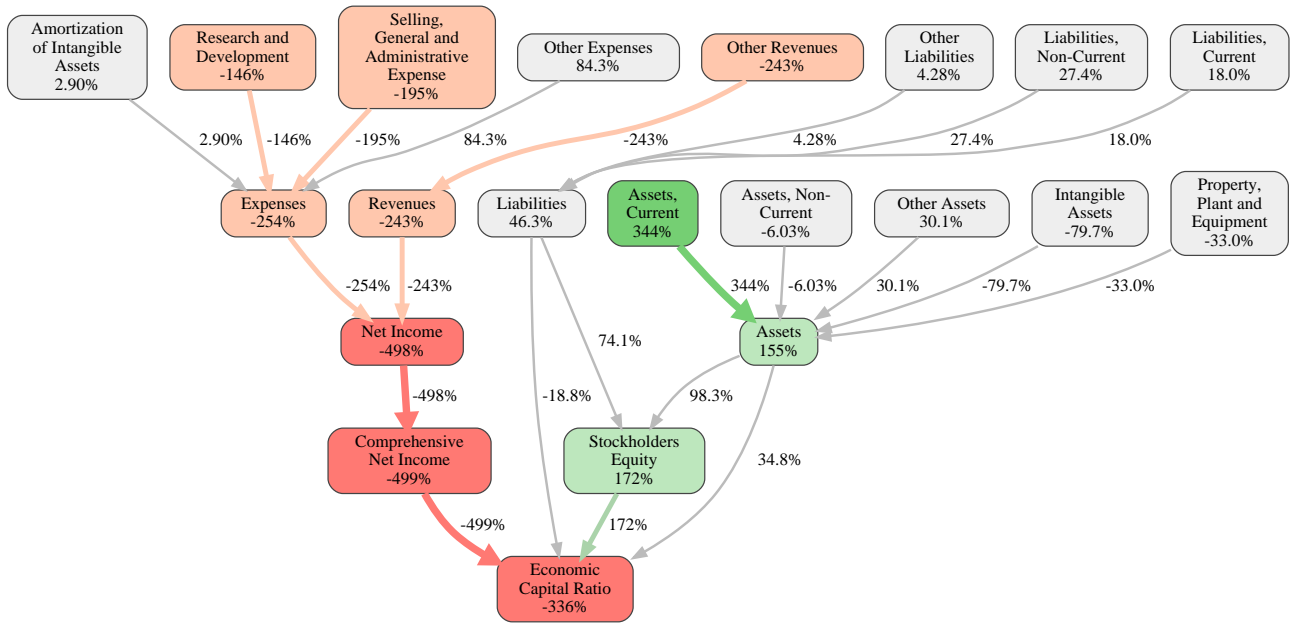 Amortization
of Intangible
Assets
2.90%
Research and
Development
-146%
Selling,
General and
Administrative
Expense
-195%
Other Expenses
84.3%
Other Revenues
-243%
Other
Liabilities
4.28%
Liabilities,
Non-Current
27.4%
Liabilities,
Current
18.0%
2.90%
-146%
-195%
84.3%
-243%
4.28%
27.4%
18.0%
Expenses
-254%
Revenues
-243%
Liabilities
46.3%
Assets,
Current
344%
Assets, Non-
Current
-6.03%
Other Assets
30.1%
Intangible
Assets
-79.7%
Property,
Plant and
Equipment
-33.0%
-254%
-243%
344%
-6.03%
30.1%
-79.7%
-33.0%
Net Income
-498%
74.1%
Assets
155%
-498%
-18.8%
98.3%
Comprehensive
Net Income
-499%
Stockholders
Equity
172%
34.8%
-499%
172%
Economic
Capital Ratio
-336%